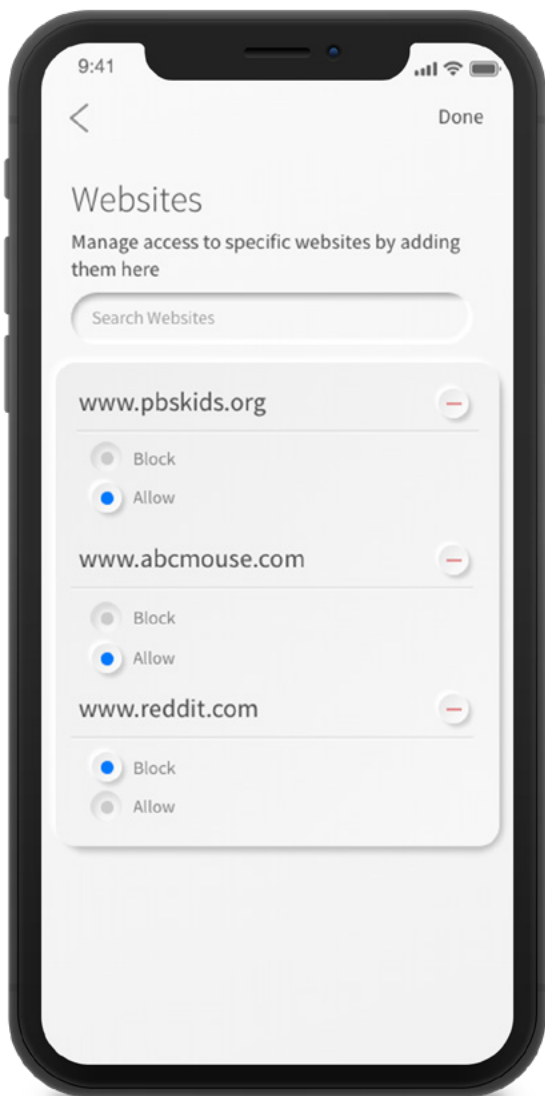 9:41
Done
Websites
Manage access to specific websites by adding
them here
Search Websites
www.pbskids.org
Block
Allow
www.abcmouse.com
Block
Allow
www.reddit.com
Block
Allow